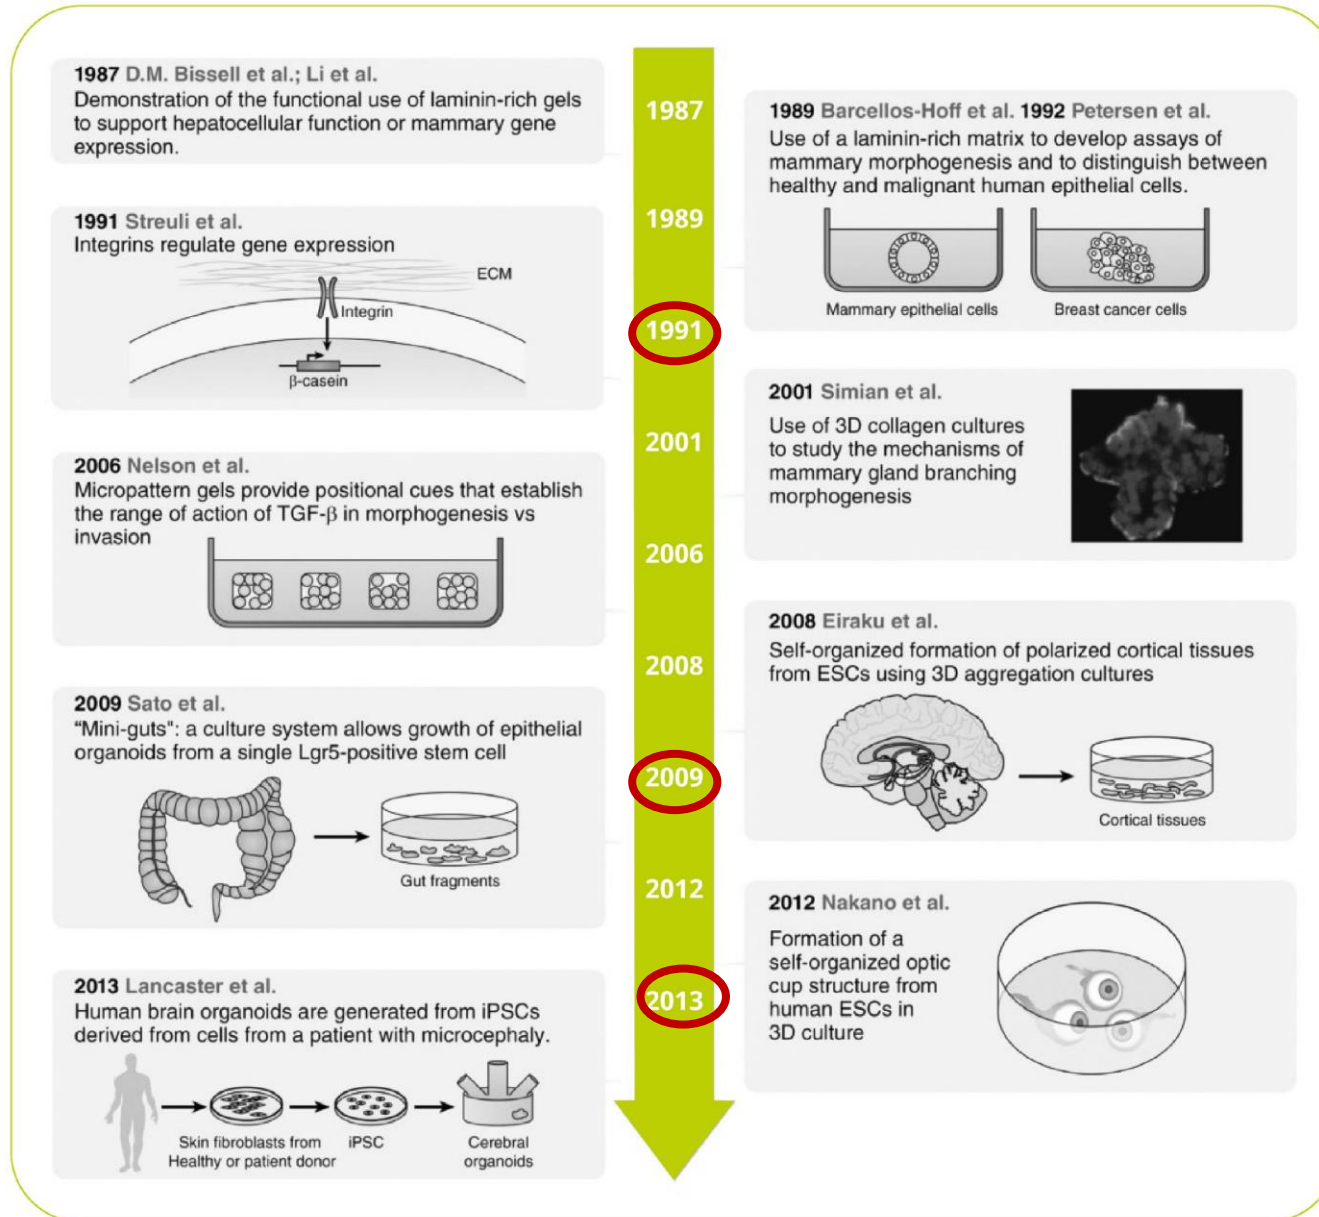 1987 D.M. Bissell et al.; Li et al.
Demonstration of the functional use of laminin-rich gels
to support hepatocellular function or mammary gene
expression.
1987
1989 Barcellos-Hoff et al. 1992 Petersen et al.
Use of a laminin-rich matrix to develop assays of
mammary morphogenesis and to distinguish between
healthy and malignant human epithelial cells.
Mammary epithelial cells
Breast cancer cells
1989
1991 Streuli et al.
Integrins regulate gene expression
ECM
Integrin
β-casein
1991
2001 Simian et al.
Use of 3D collagen cultures
to study the mechanisms of
mammary gland branching
morphogenesis
2001
2006 Nelson et al.
Micropattern gels provide positional cues that establish
the range of action of TGF-β in morphogenesis vs
invasion
2006
2008 Eiraku et al.
Self-organized formation of polarized cortical tissues
from ESCs using 3D aggregation cultures
Cortical tissues
2008
2009 Sato et al.
“Mini-guts": a culture system allows growth of epithelial
organoids from a single Lgr5-positive stem cell
Gut fragments
2009
2012 Nakano et al.
Formation of a
self-organized optic
cup structure from
human ESCs in
3D culture
2012
2013 Lancaster et al.
Human brain organoids are generated from iPSCs
derived from cells from a patient with microcephaly.
Skin fibroblasts from
Healthy or patient donor
iPSC
Cerebral
organoids
2013